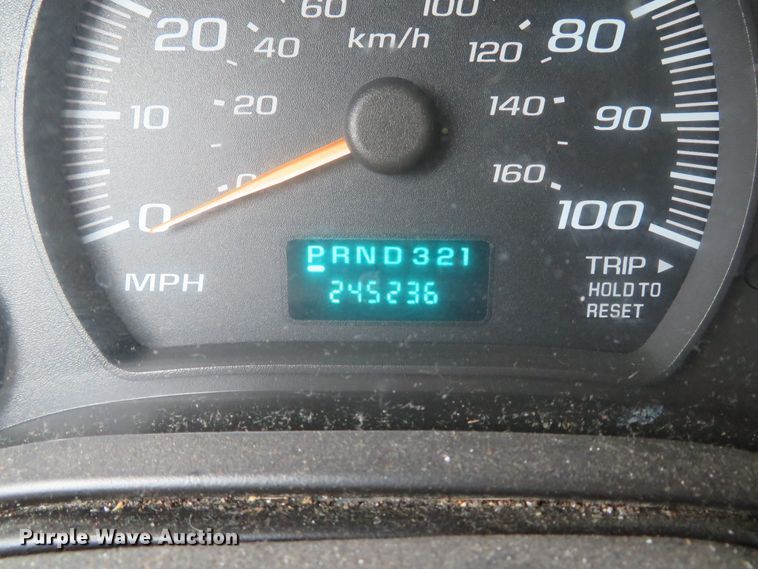 60 100
20 40 km/h 120 80
10 20 140 90
0 0 160 100
PRND321
245236
MPH
TRIP
HOLD TO
RESET
Purple Wave Auction